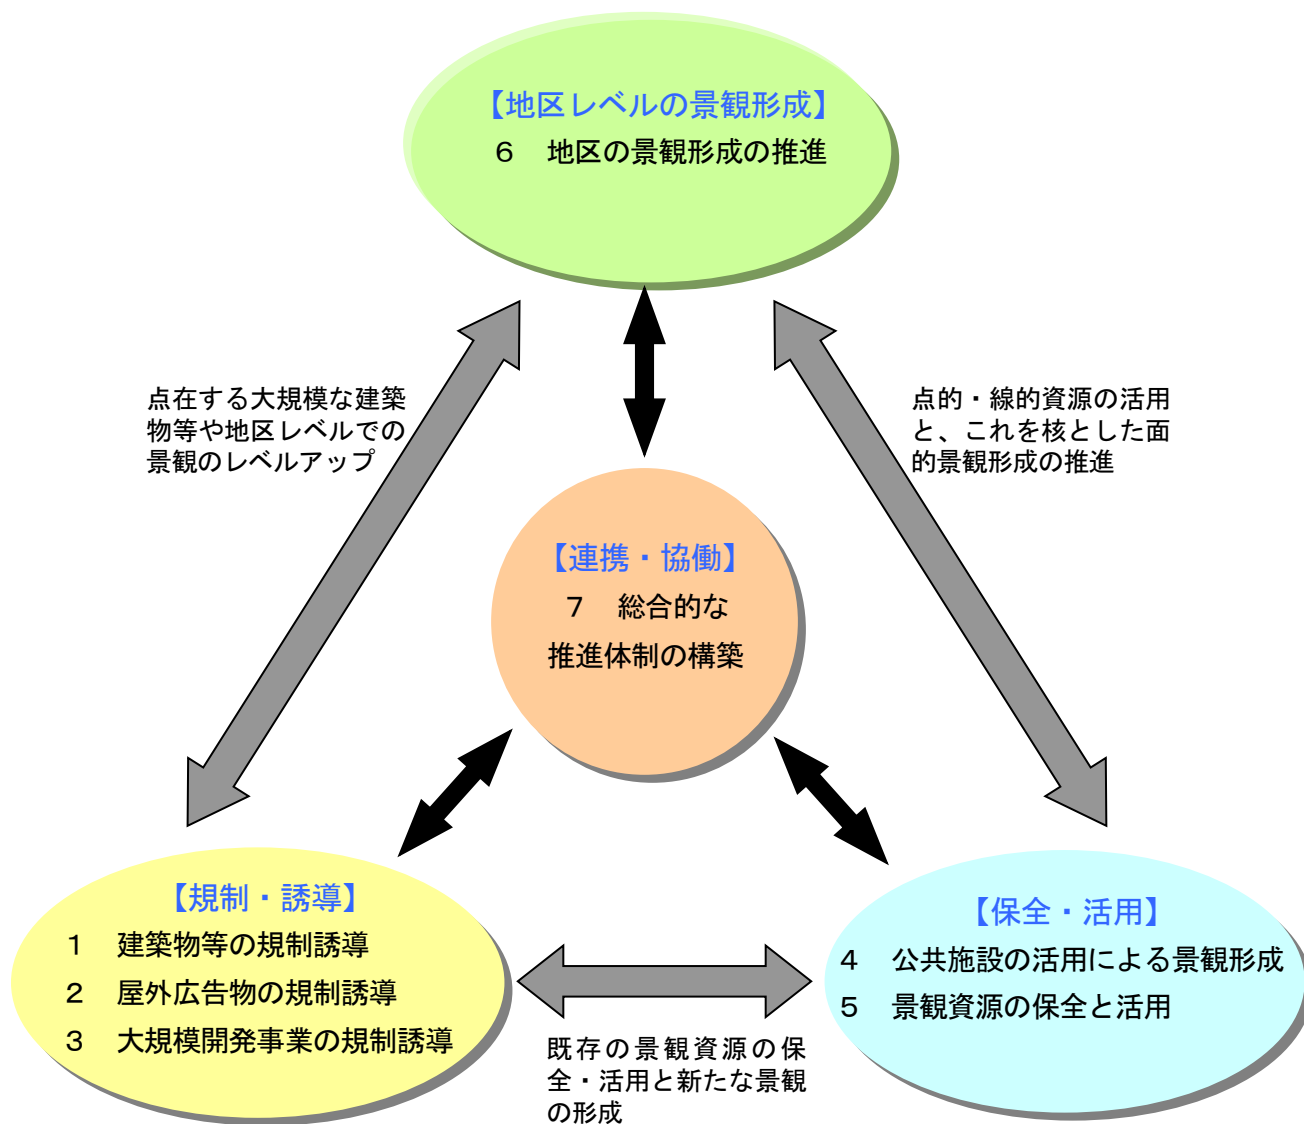 【地区レベルの景観形成】
６　地区の景観形成の推進
点在する大規模な建築
物等や地区レベルでの
景観のレベルアップ
点的・線的資源の活用
と、これを核とした面
的景観形成の推進
【連携・協働】
７　総合的な
推進体制の構築
【規制・誘導】
１　建築物等の規制誘導
２　屋外広告物の規制誘導
３　大規模開発事業の規制誘導
【保全・活用】
４　公共施設の活用による景観形成
５　景観資源の保全と活用
既存の景観資源の保
全・活用と新たな景観
の形成